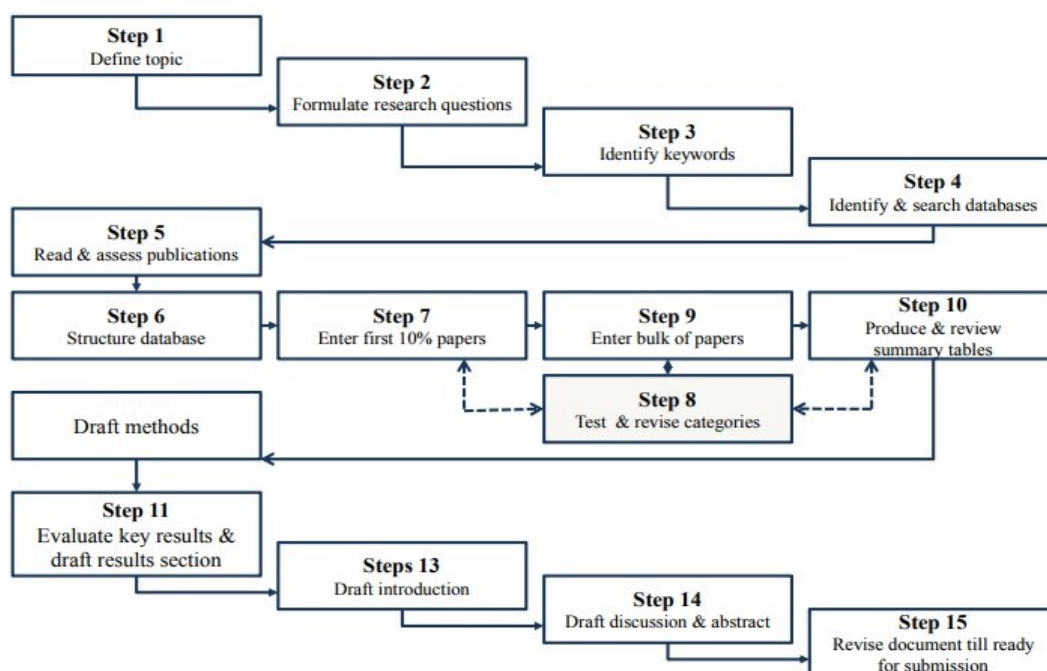 Step 1
Define topic
Step 2
Formulate research questions
Step 3
Identify keywords
Step 4
Identify & search databases
Step 5
Read & assess publications
Step 6
Structure database
Step 7
Enter first 10% papers
Step 9
Enter bulk of papers
Step 10
Produce & review
summary tables
Step 8
Test & revise categories
Draft methods
Step 11
Evaluate key results &
draft results section
Steps 13
Draft introduction
Step 14
Draft discussion & abstract
Step 15
Revise document till ready
for submission